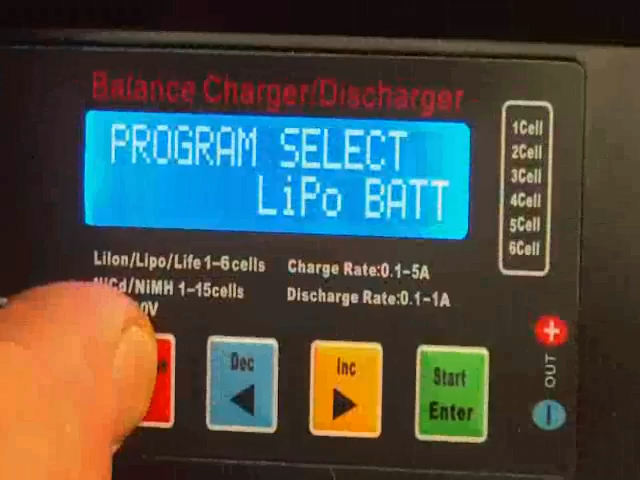 Balance Charger/Discharger
PROGRAM SELECT
LiPo BATT
1Cell
2Cell
3Cell
4Cell
5Cell
6Cell
LiIon/Lipo/Life 1-6cells
Charge Rate:0.1-5A
NiCd/NiMH 1-15cells
Discharge Rate:0.1-1A
Dec
Inc
Start
Enter
OUT